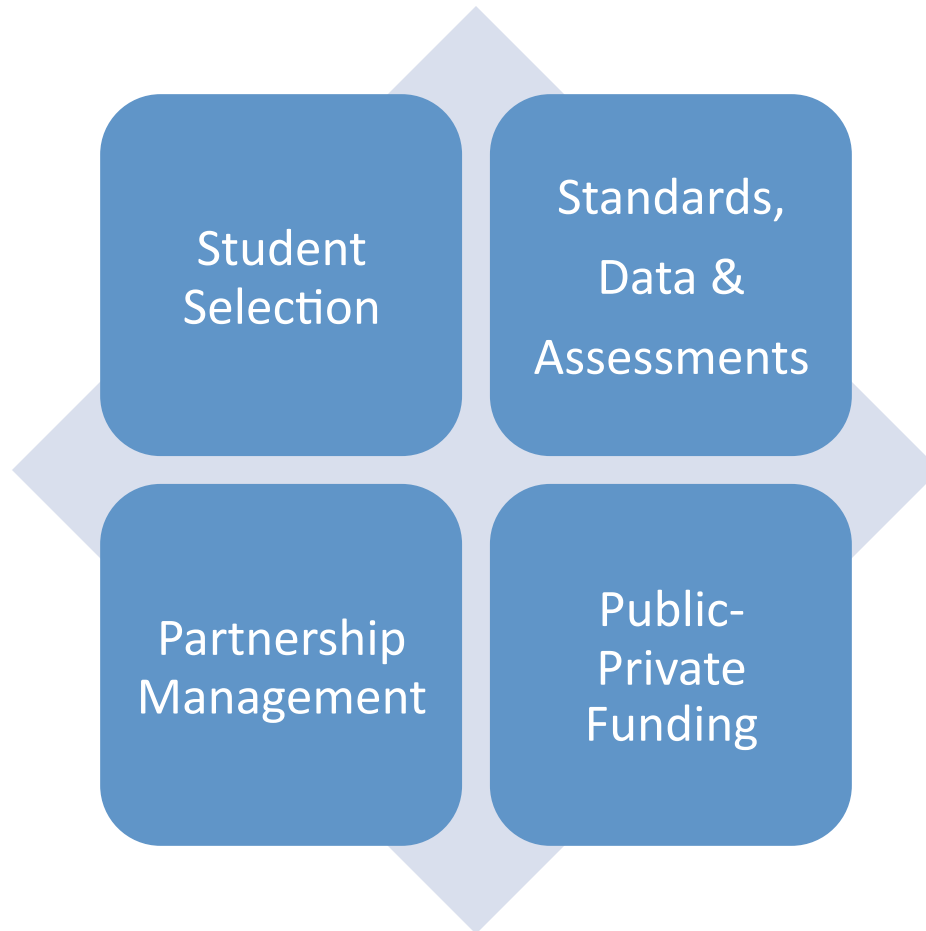 Student
Selection
Standards,
Data &
Assessments
Partnership
Management
Public-
Private
Funding